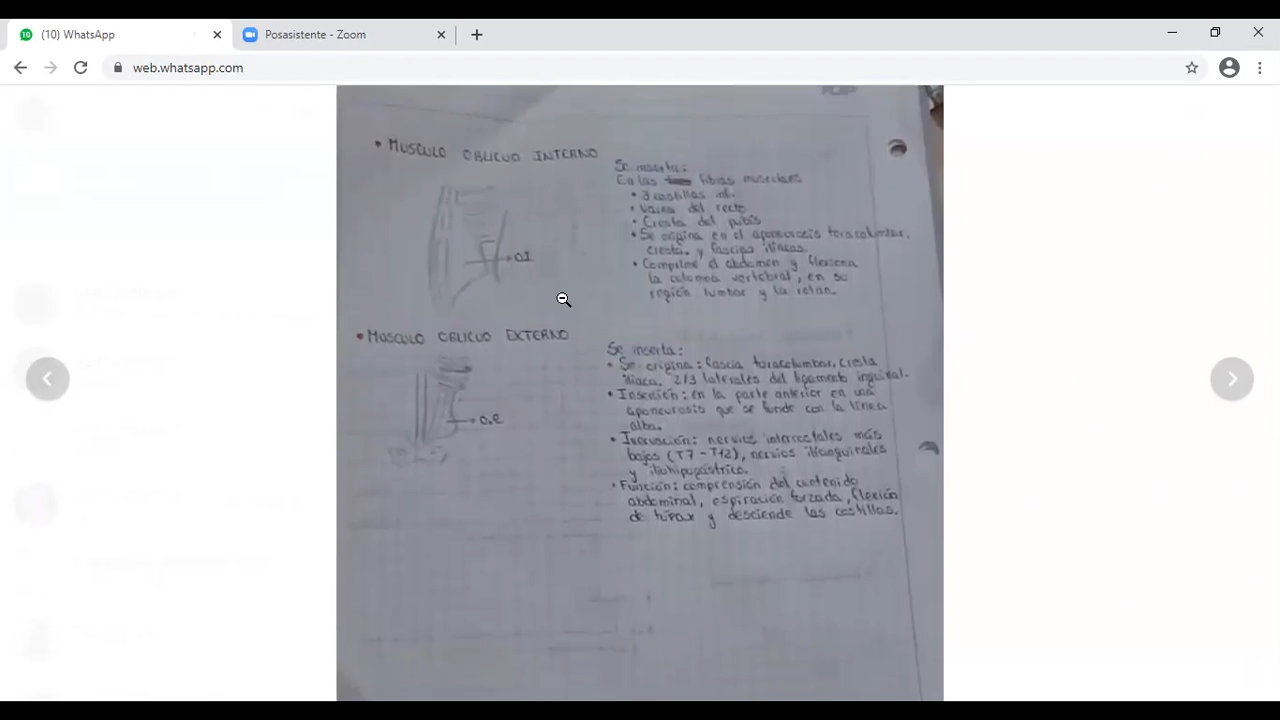 (10) WhatsApp
Posasistente - Zoom
web.whatsapp.com
• MUSCULO OBLICUO INTERNO
Se inserta:
En las fibras musculares
• 3 costillas inf.
• Vaina del recto
• Cresta del pubis
• Se origina en el aponeurosis toracolumbar,
cresta. y fascias iliacas.
• Comprime el abdomen y flexiona
la columna vertebral, en su
región lumbar y la rotan.
O.I
• MUSCULO OBLICUO EXTERNO
Se inserta:
• Se origina: fascia toracolumbar, cresta
iliaca, 2/3 laterales del ligamento inguinal.
• Inserción: en la parte anterior en una
aponeurosis que se funde con la linea
alba.
• Inervación: nervios intercostales más
bajos (T7 - T12), nervios
y iliohipogástrico.
• Función: comprensión del contenido
abdominal, espiración forzada, flexión
de tórax y desciende las costillas.
O.e